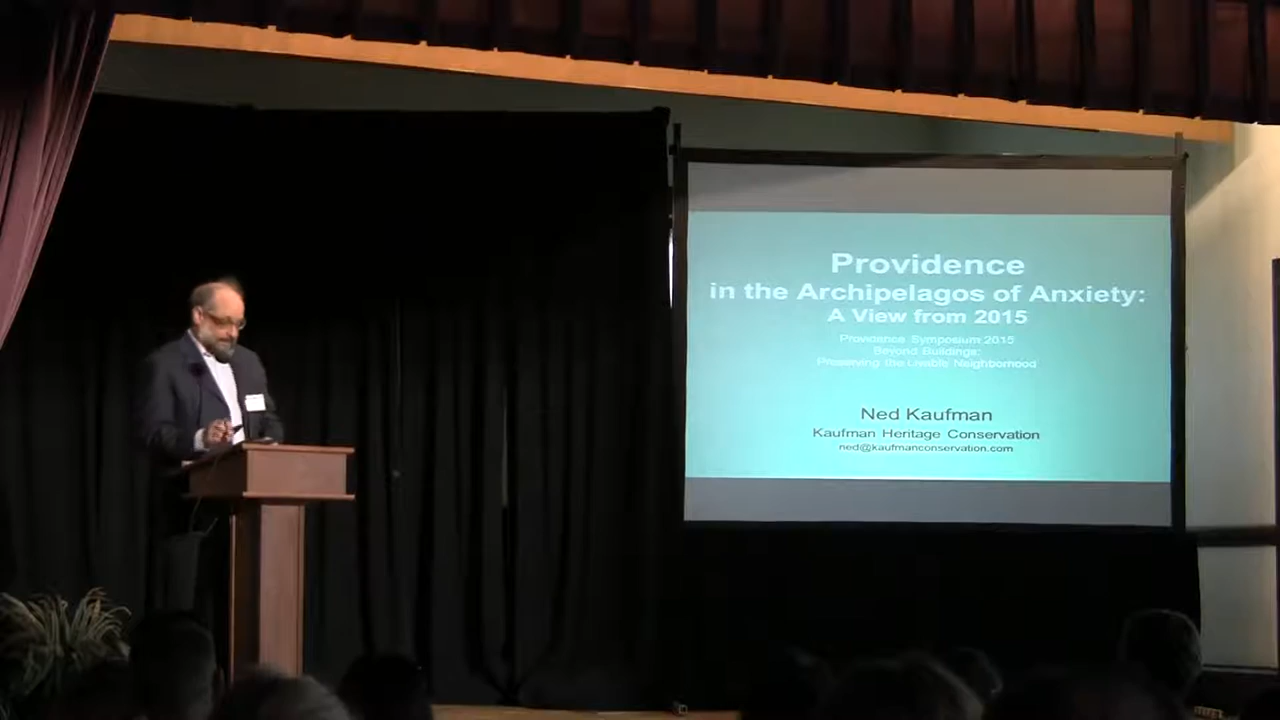 Providence
in the Archipelagos of Anxiety:
A View from 2015
Providence Symposium 2015
Beyond Buildings:
Preserving the Livable Neighborhood
Ned Kaufman
Kaufman Heritage Conservation
ned@kaufmanconservation.com